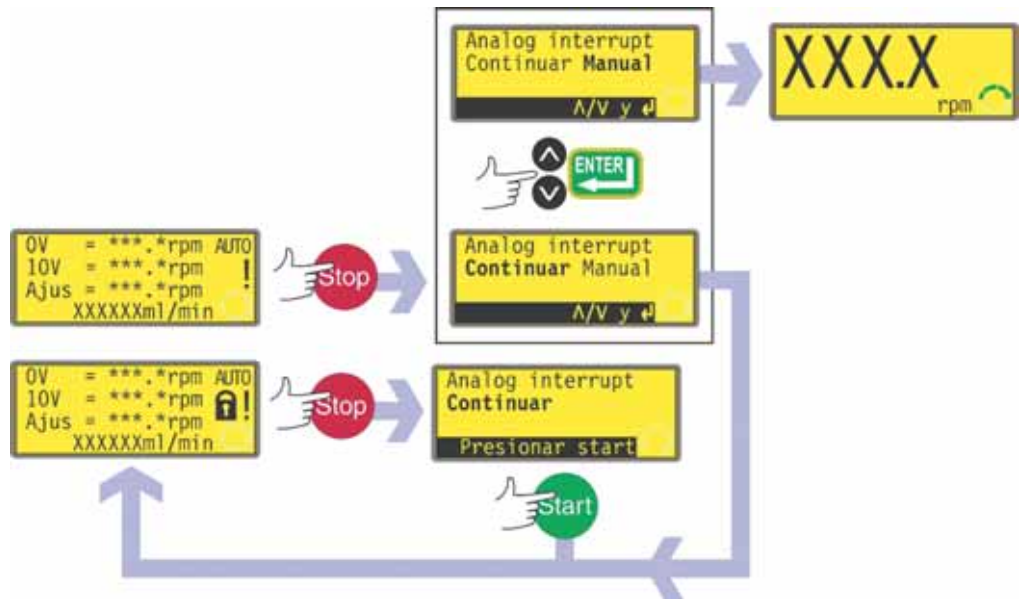 Analog interrupt
Continuar Manual
Λ/V y ↲
XXX.X
rpm
ENTER
0V = ***.*rpm AUTO
10V = ***.*rpm !
Ajus = ***.*rpm
XXXXXXml/min
Stop
Analog interrupt
Continuar Manual
Λ/V y ↲
0V = ***.*rpm AUTO
10V = ***.*rpm !
Ajus = ***.*rpm
XXXXXXml/min
Stop
Analog interrupt
Continuar
Presionar start
Start